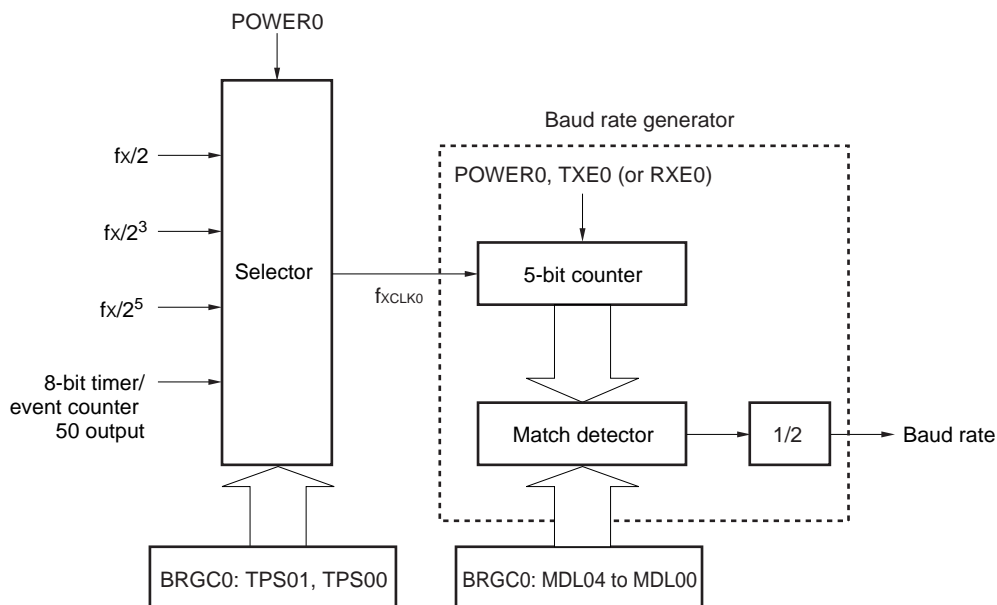 POWER0
Baud rate generator
fX/2
POWER0, TXE0 (or RXE0)
fX/2³
Selector
5-bit counter
fXCLK0
fX/2⁵
8-bit timer/
event counter
50 output
Match detector
1/2
Baud rate
BRGC0: TPS01, TPS00
BRGC0: MDL04 to MDL00